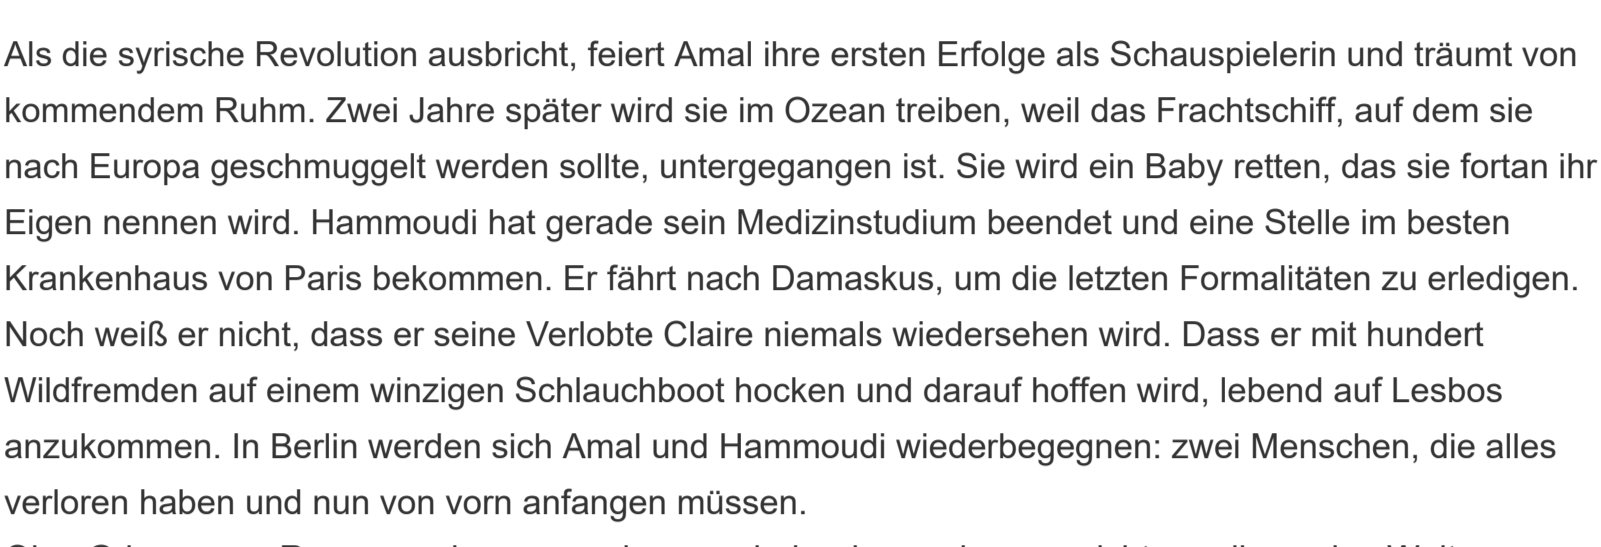 Als die syrische Revolution ausbricht, feiert Amal ihre ersten Erfolge als Schauspielerin und träumt von
kommendem Ruhm. Zwei Jahre später wird sie im Ozean treiben, weil das Frachtschiff, auf dem sie
nach Europa geschmuggelt werden sollte, untergegangen ist. Sie wird ein Baby retten, das sie fortan ihr
Eigen nennen wird. Hammoudi hat gerade sein Medizinstudium beendet und eine Stelle im besten
Krankenhaus von Paris bekommen. Er fährt nach Damaskus, um die letzten Formalitäten zu erledigen.
Noch weiß er nicht, dass er seine Verlobte Claire niemals wiedersehen wird. Dass er mit hundert
Wildfremden auf einem winzigen Schlauchboot hocken und darauf hoffen wird, lebend auf Lesbos
anzukommen. In Berlin werden sich Amal und Hammoudi wiederbegegnen: zwei Menschen, die alles
verloren haben und nun von vorn anfangen müssen.